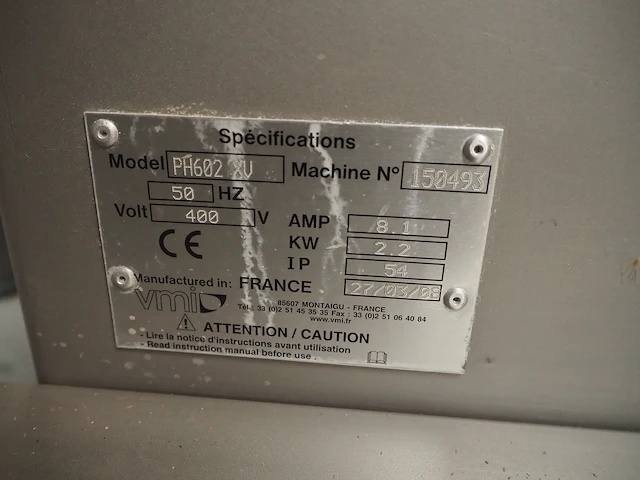 Spécifications
Model PH602 XV Machine N° 150493
50 HZ
Volt 400 V AMP 8.1
KW 2.2
IP 54
Manufactured in: FRANCE 27/03/08
vmi 85607 MONTAIGU - FRANCE
Tél.: 33 (0)2 51 45 35 35 Fax : 33 (0)2 51 06 40 84
www.vmi.fr
ATTENTION / CAUTION
- Lire la notice d'instructions avant utilisation
- Read instruction manual before use .